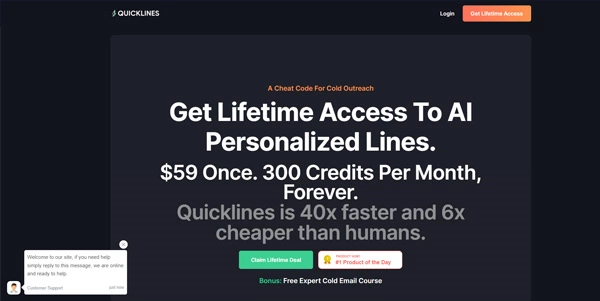 QUICKLINES
Login
Get Lifetime Access
A Cheat Code For Cold Outreach
Get Lifetime Access To AI
Personalized Lines.
$59 Once. 300 Credits Per Month,
Forever.
Quicklines is 40x faster and 6x
cheaper than humans.
Claim Lifetime Deal
PRODUCT HUNT
#1 Product of the Day
Bonus: Free Expert Cold Email Course
Welcome to our site, if you need help
simply reply to this message, we are online
and ready to help.
Customer Support
just now